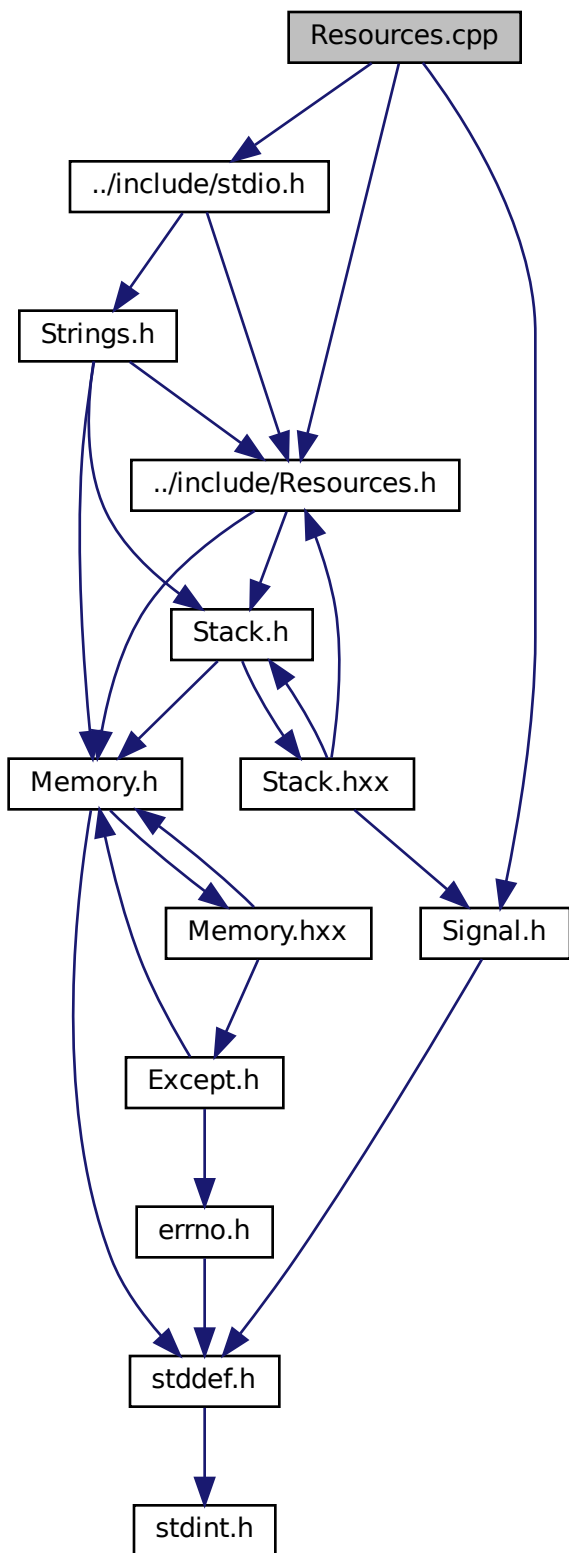 Resources.cpp
../include/stdio.h
Strings.h
../include/Resources.h
Stack.h
Memory.h
Stack.hxx
Memory.hxx
Signal.h
Except.h
errno.h
stddef.h
stdint.h